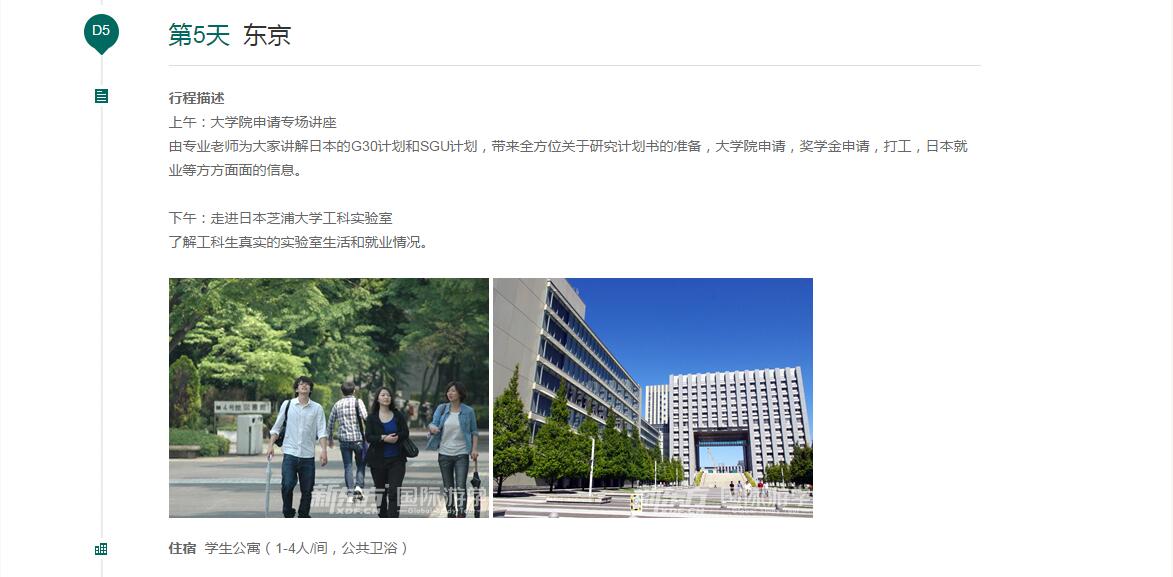 D5
第5天 东京
行程描述
上午：大学院申请专场讲座
由专业老师为大家讲解日本的G30计划和SGU计划，带来全方位关于研究计划书的准备，大学院申请，奖学金申请，打工，日本就
业等方方面面的信息。
下午：走进日本芝浦大学工科实验室
了解工科生真实的实验室生活和就业情况。
新东方 XDF.CN 国际游学
Global Study Tour
新东方 XDF.CN 国际游学
住宿 学生公寓（1-4人/间，公共卫浴）